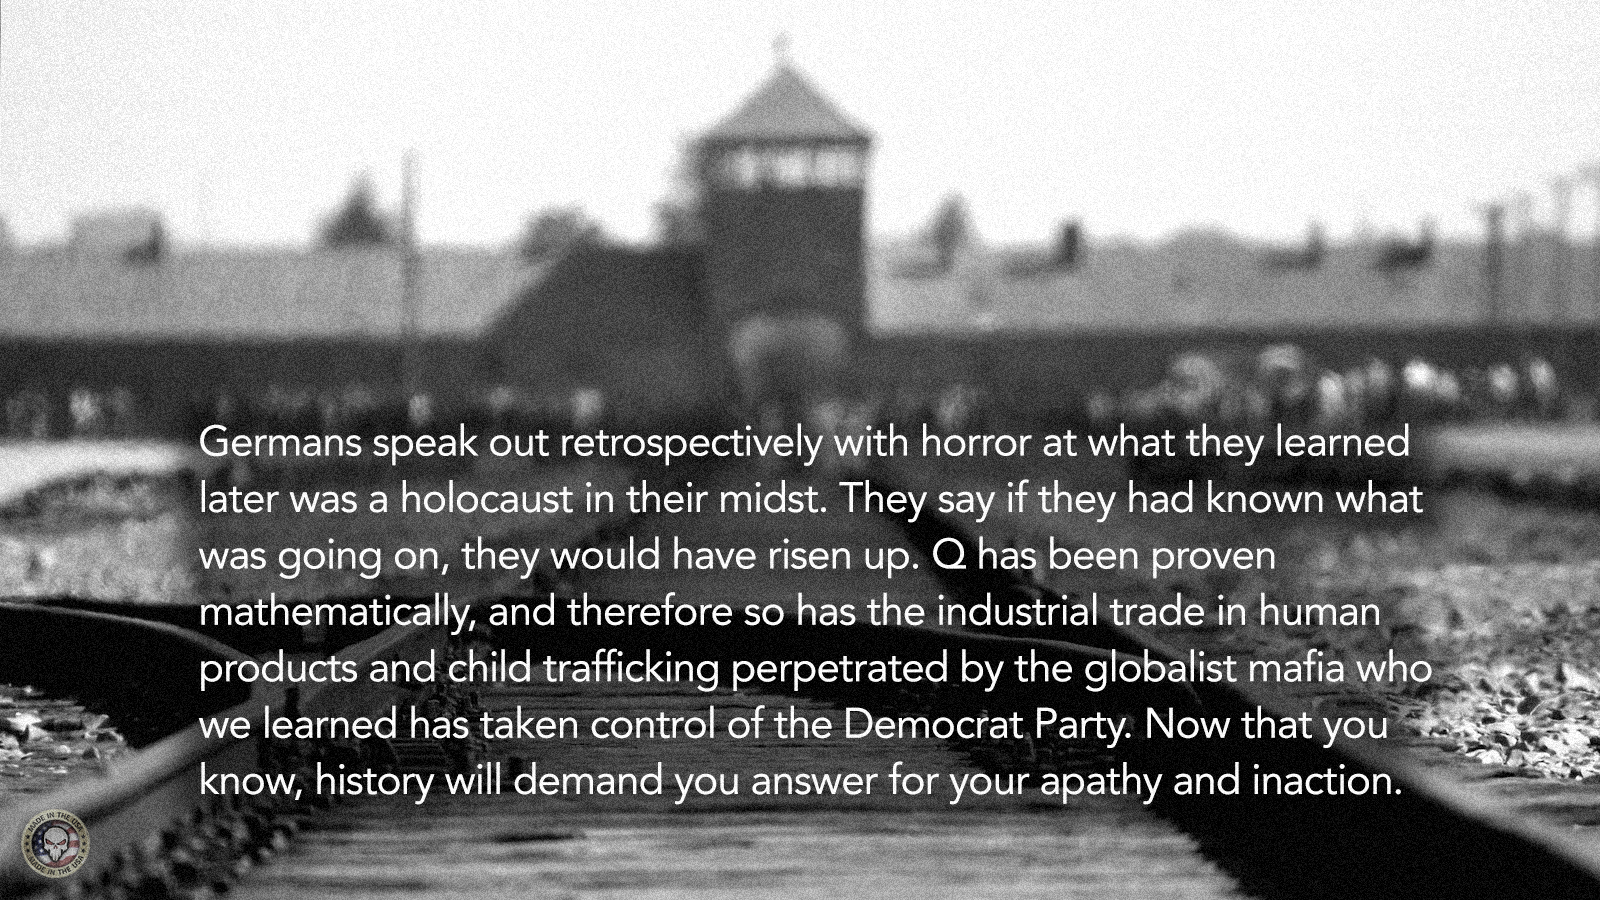 Germans speak out retrospectively with horror at what they learned
later was a holocaust in their midst. They say if they had known what
was going on, they would have risen up. Q has been proven
mathematically, and therefore so has the industrial trade in human
products and child trafficking perpetrated by the globalist mafia who
we learned has taken control of the Democrat Party. Now that you
know, history will demand you answer for your apathy and inaction.
MADE IN THE USA
MADE IN THE USA